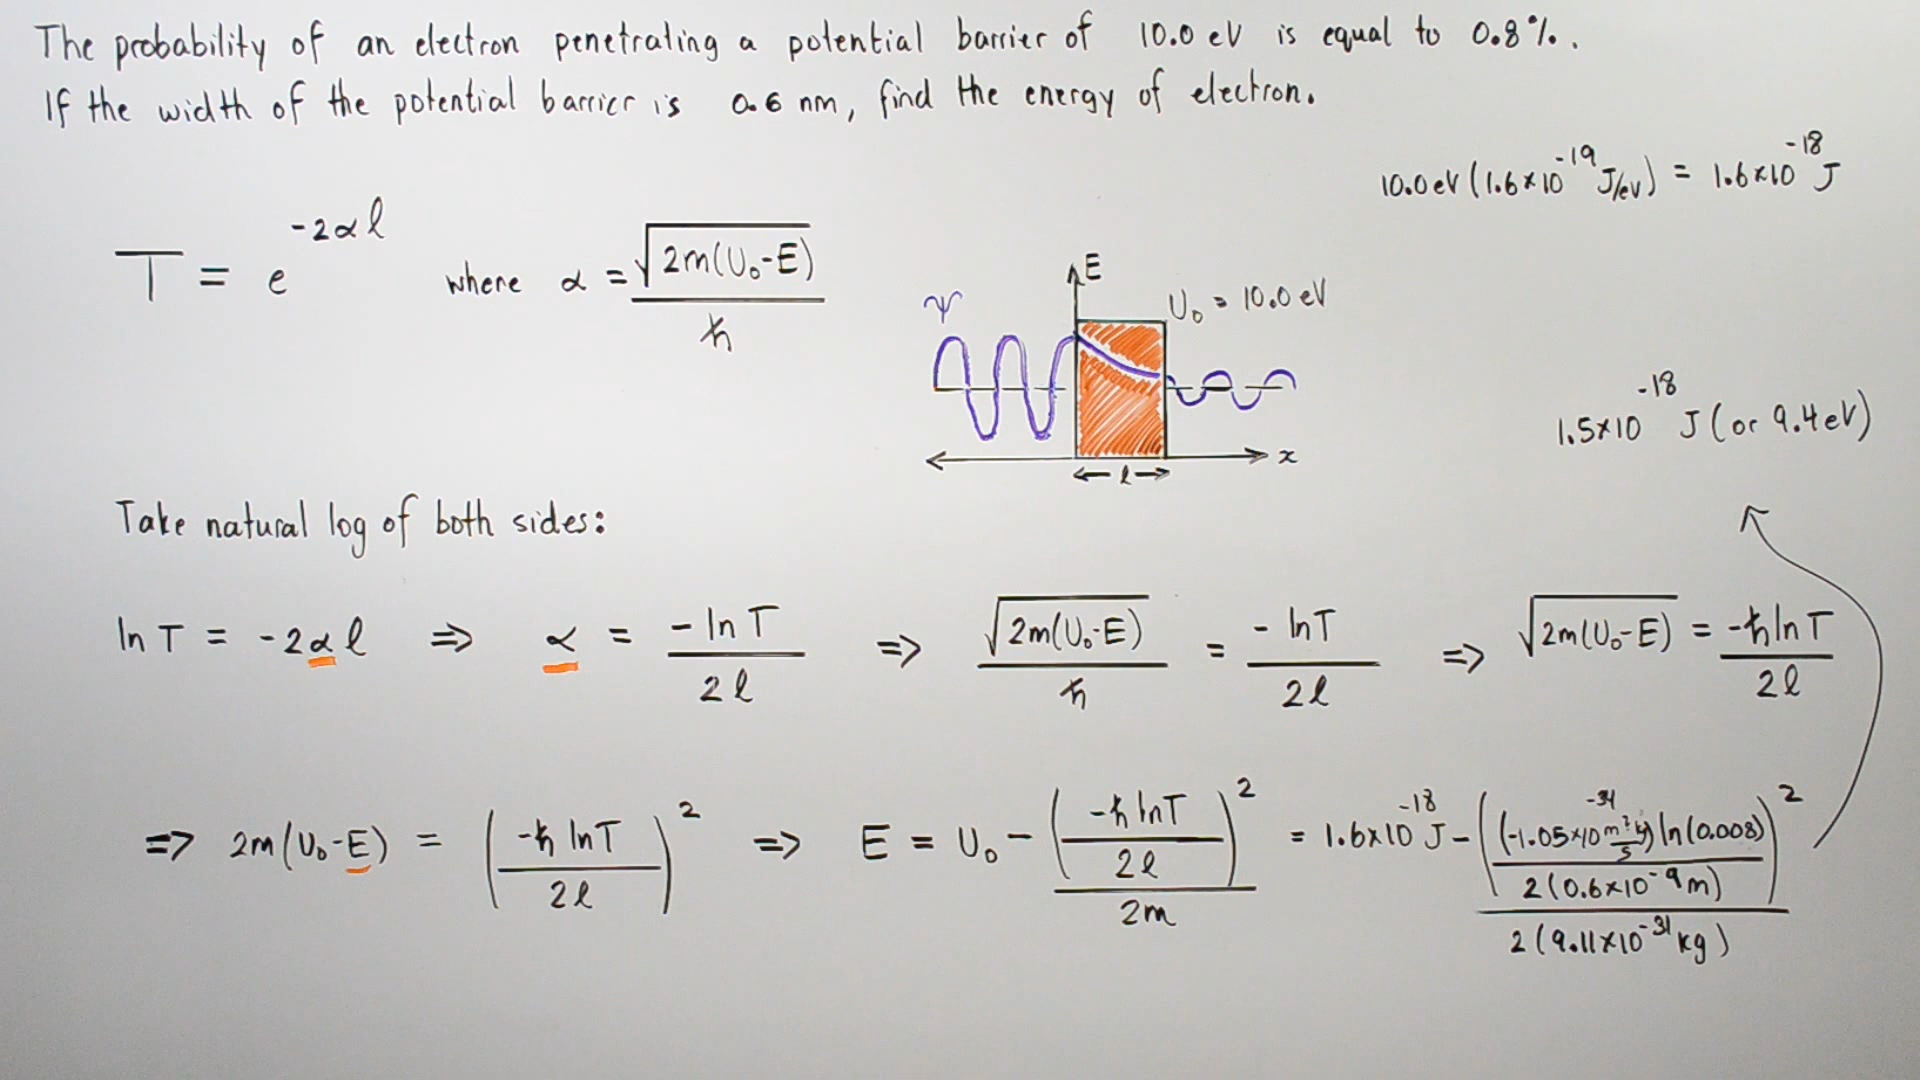 The probability of an electron penetrating a potential barrier of 10.0 eV is equal to 0.8%.
If the width of the potential barrier is 0.6 nm, find the energy of electron.
10.0 eV (1.6×10^-19 J/eV) = 1.6×10^-18 J
T = e^(-2αl) where α = √(2m(U₀-E)) / ħ
ψ
E
U₀ = 10.0 eV
x
l
1.5×10^-18 J (or 9.4 eV)
Take natural log of both sides:
ln T = -2αl ⇒ α = -ln T / 2l ⇒ √(2m(U₀-E)) / ħ = -ln T / 2l ⇒ √(2m(U₀-E)) = -ħ ln T / 2l
⇒ 2m(U₀-E) = (-ħ ln T / 2l)² ⇒ E = U₀ - (-ħ ln T / 2l)² / 2m = 1.6×10^-18 J - ((-1.05×10^-34 m² kg/s) ln(0.008) / 2(0.6×10^-9 m))² / 2(9.11×10^-31 kg)